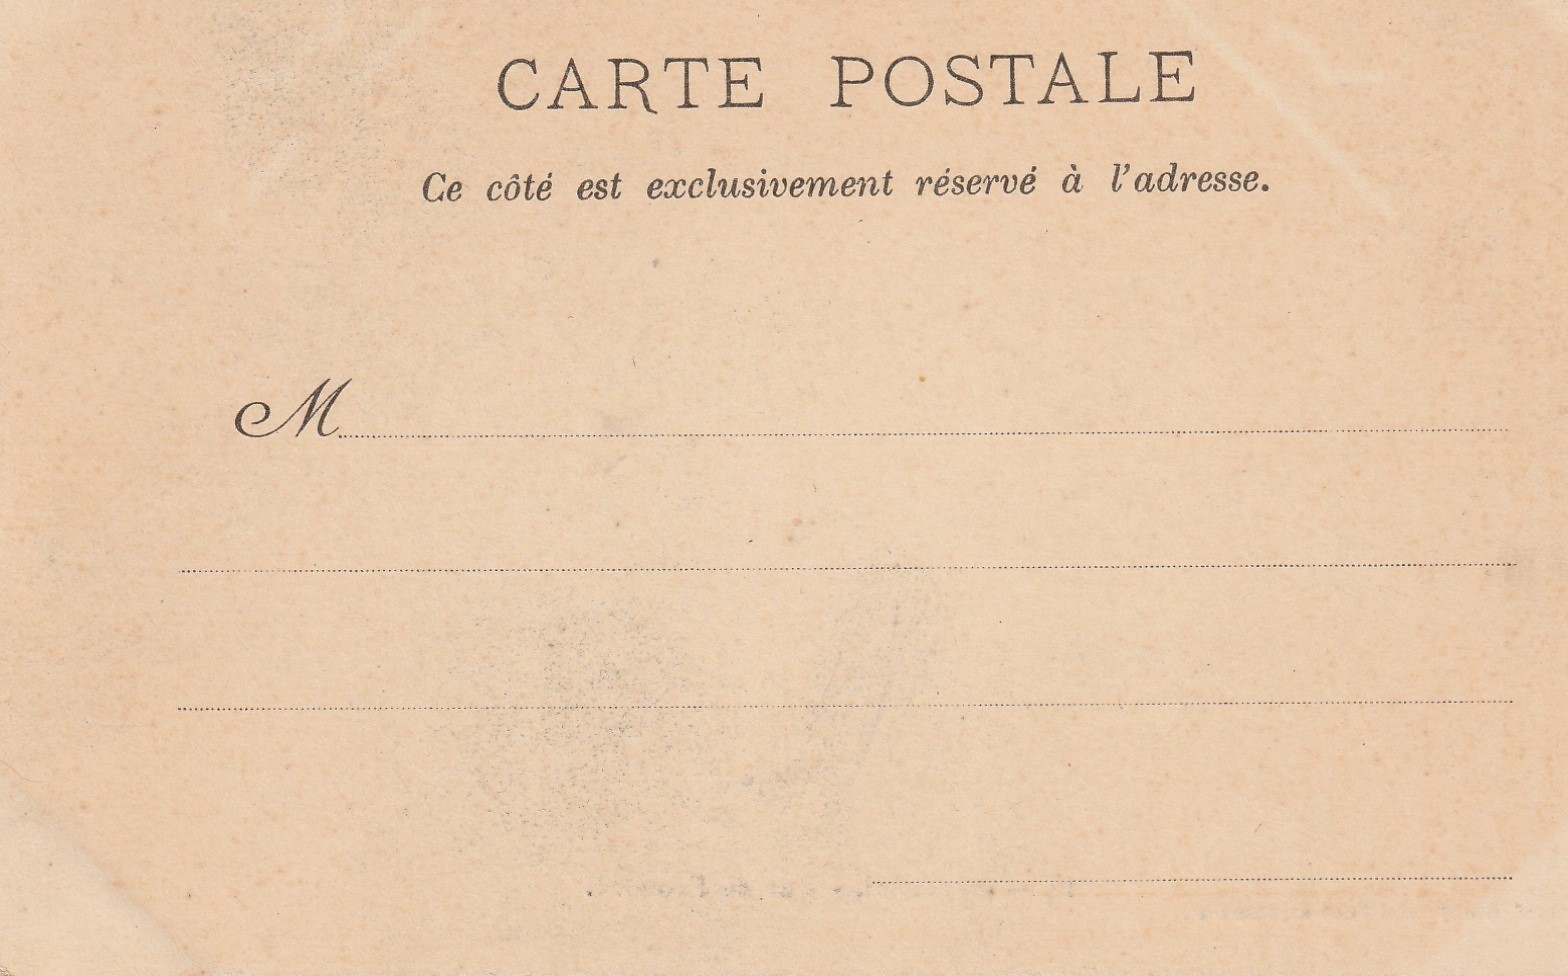 CARTE POSTALE
Ce côté est exclusivement réservé à l'adresse.
M